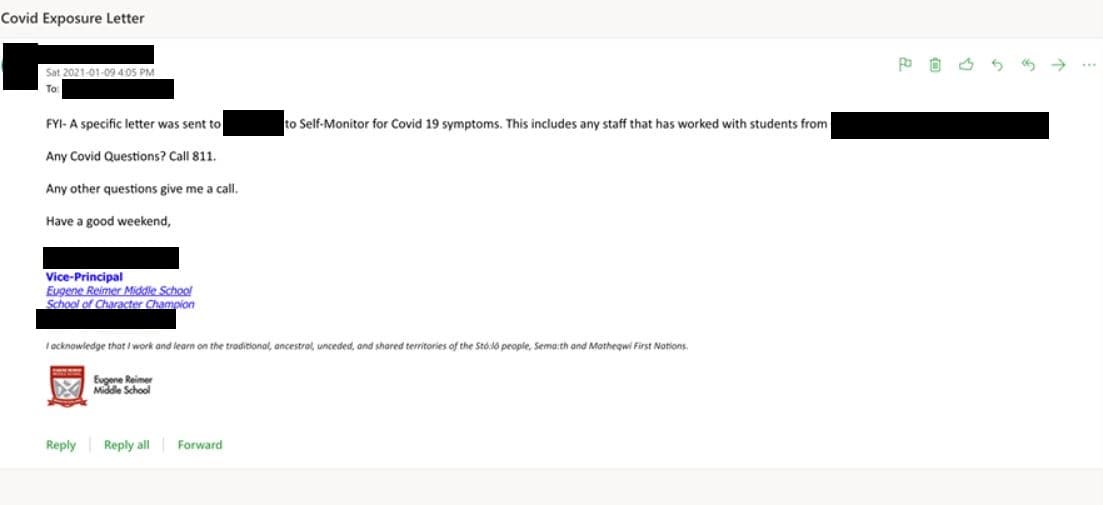 Covid Exposure Letter
Sat 2021-01-09 4:05 PM
To:
FYI- A specific letter was sent to to Self-Monitor for Covid 19 symptoms. This includes any staff that has worked with students from
Any Covid Questions? Call 811.
Any other questions give me a call.
Have a good weekend,
Vice-Principal
Eugene Reimer Middle School
School of Character Champion
I acknowledge that I work and learn on the traditional, ancestral, unceded, and shared territories of the Stó:lō people, Sema:th and Matheqwi First Nations.
Eugene Reimer
Middle School
Reply Reply all Forward